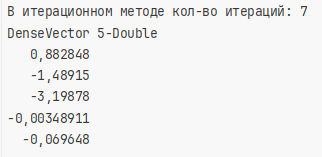 В итерационном методе кол-во итераций: 7
DenseVector 5-Double
0,882848
-1,48915
-3,19878
-0,00348911
-0,069648